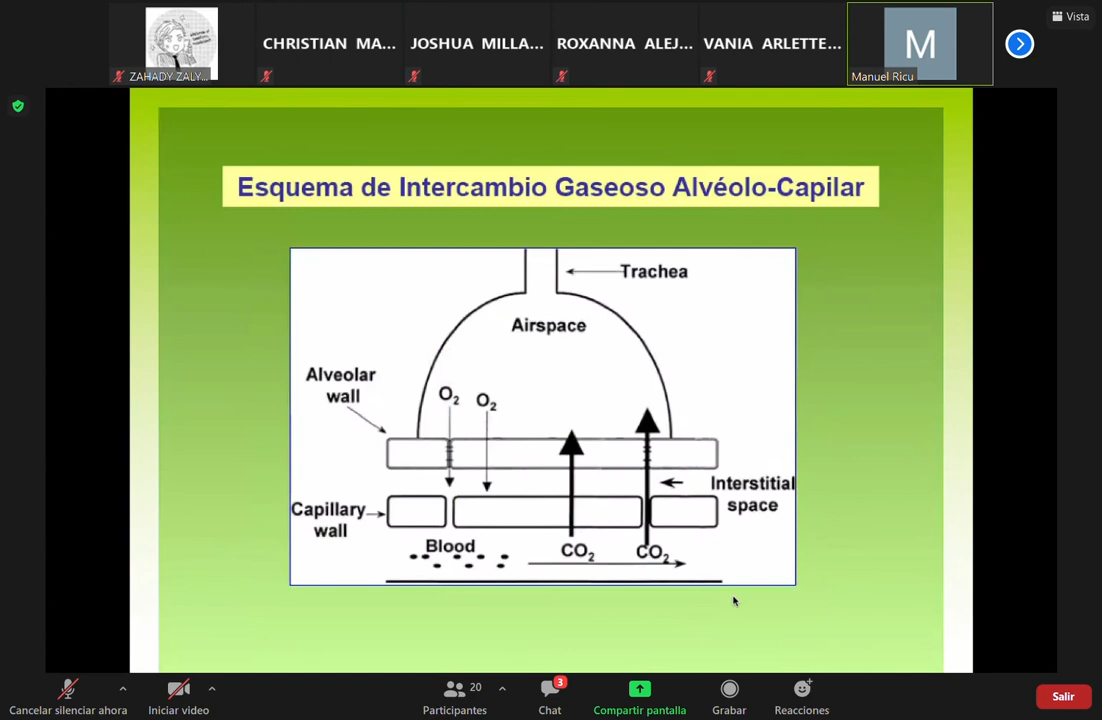 Vista
ZAHADY ZALY...
CHRISTIAN MA...
JOSHUA MILLA...
ROXANNA ALEJ...
VANIA ARLETTE...
M
Manuel Ricu
Esquema de Intercambio Gaseoso Alvéolo-Capilar
Trachea
Airspace
Alveolar
wall
O₂
O₂
Interstitial
space
Capillary
wall
Blood
CO₂
CO₂
Cancelar silenciar ahora
Iniciar video
20
Participantes
3
Chat
Compartir pantalla
Grabar
Reacciones
Salir